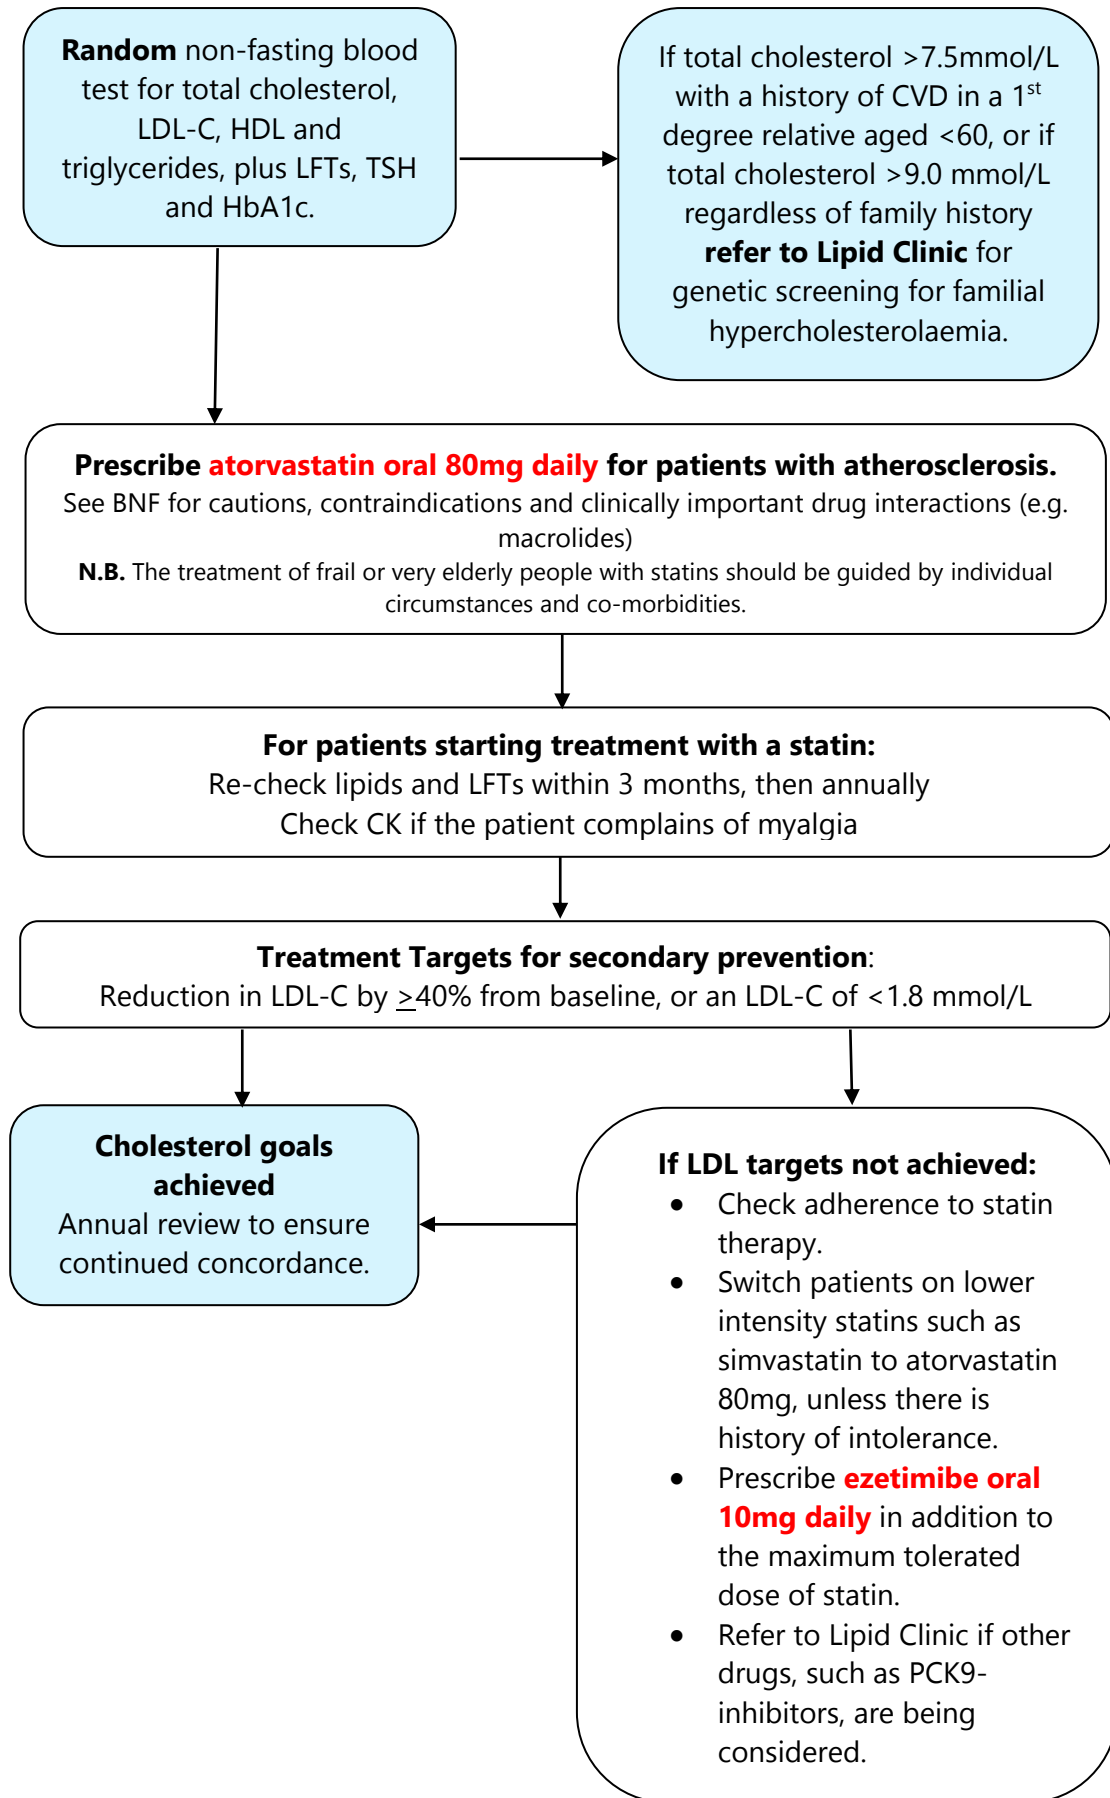 Random non-fasting blood
test for total cholesterol,
LDL-C, HDL and
triglycerides, plus LFTs, TSH
and HbA1c.
If total cholesterol >7.5mmol/L
with a history of CVD in a 1st
degree relative aged <60, or if
total cholesterol >9.0 mmol/L
regardless of family history
refer to Lipid Clinic for
genetic screening for familial
hypercholesterolaemia.
Prescribe atorvastatin oral 80mg daily for patients with atherosclerosis.
See BNF for cautions, contraindications and clinically important drug interactions (e.g.
macrolides)
N.B. The treatment of frail or very elderly people with statins should be guided by individual
circumstances and co-morbidities.
For patients starting treatment with a statin:
Re-check lipids and LFTs within 3 months, then annually
Check CK if the patient complains of myalgia
Treatment Targets for secondary prevention:
Reduction in LDL-C by ≥40% from baseline, or an LDL-C of <1.8 mmol/L
Cholesterol goals
achieved
Annual review to ensure
continued concordance.
If LDL targets not achieved:
• Check adherence to statin
therapy.
• Switch patients on lower
intensity statins such as
simvastatin to atorvastatin
80mg, unless there is
history of intolerance.
• Prescribe ezetimibe oral
10mg daily in addition to
the maximum tolerated
dose of statin.
• Refer to Lipid Clinic if other
drugs, such as PCK9-
inhibitors, are being
considered.